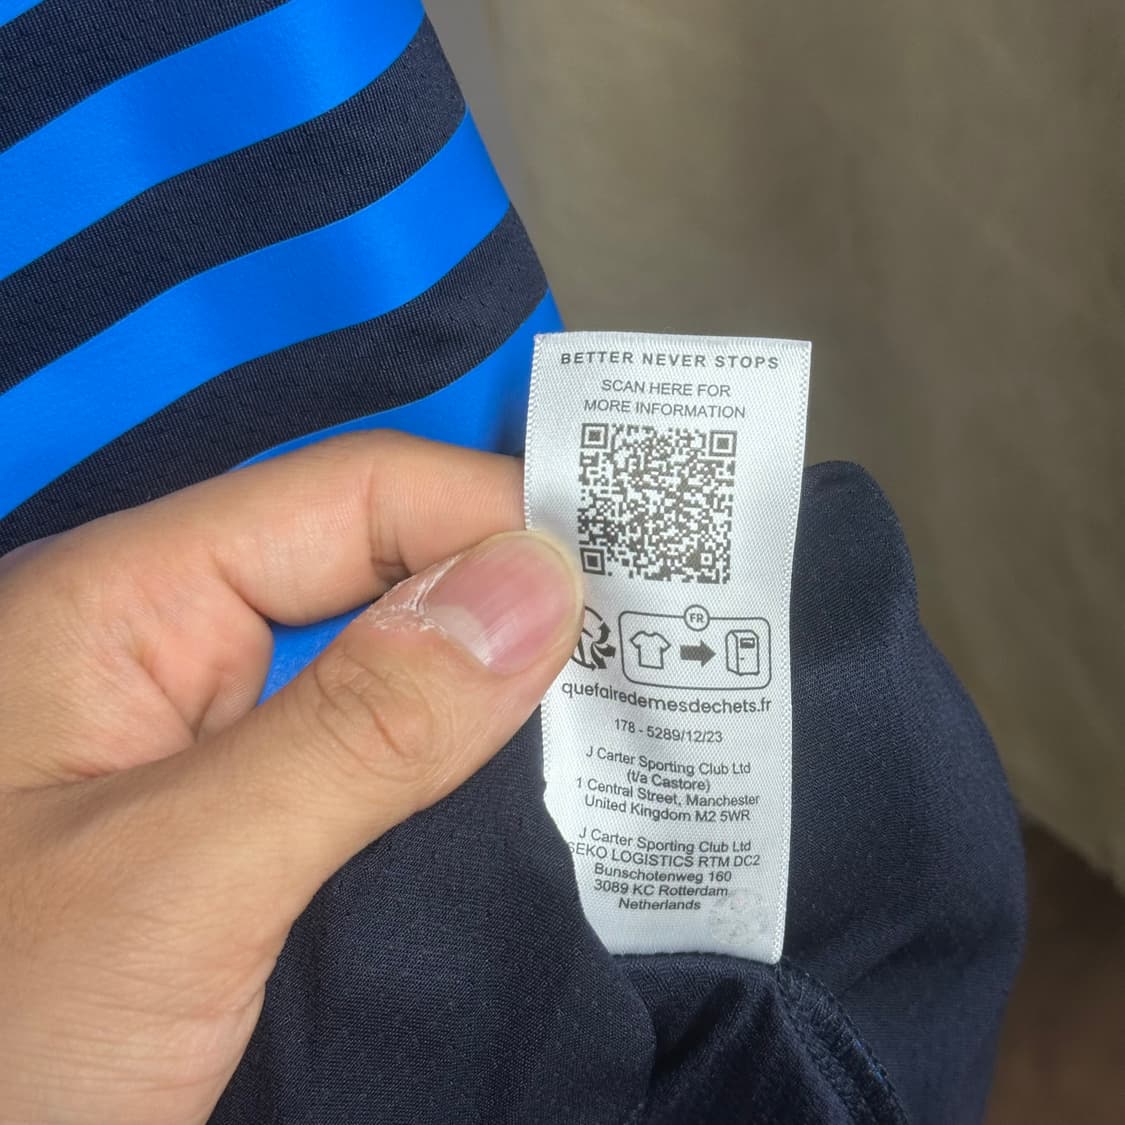 BETTER NEVER STOPS
SCAN HERE FOR
MORE INFORMATION
FR
quefairedemesdechets.fr
178 - 5289/12/23
J Carter Sporting Club Ltd
(t/a Castore)
1 Central Street, Manchester
United Kingdom M2 5WR
J Carter Sporting Club Ltd
SEKO LOGISTICS RTM DC2
Bunschotenweg 160
3089 KC Rotterdam
Netherlands